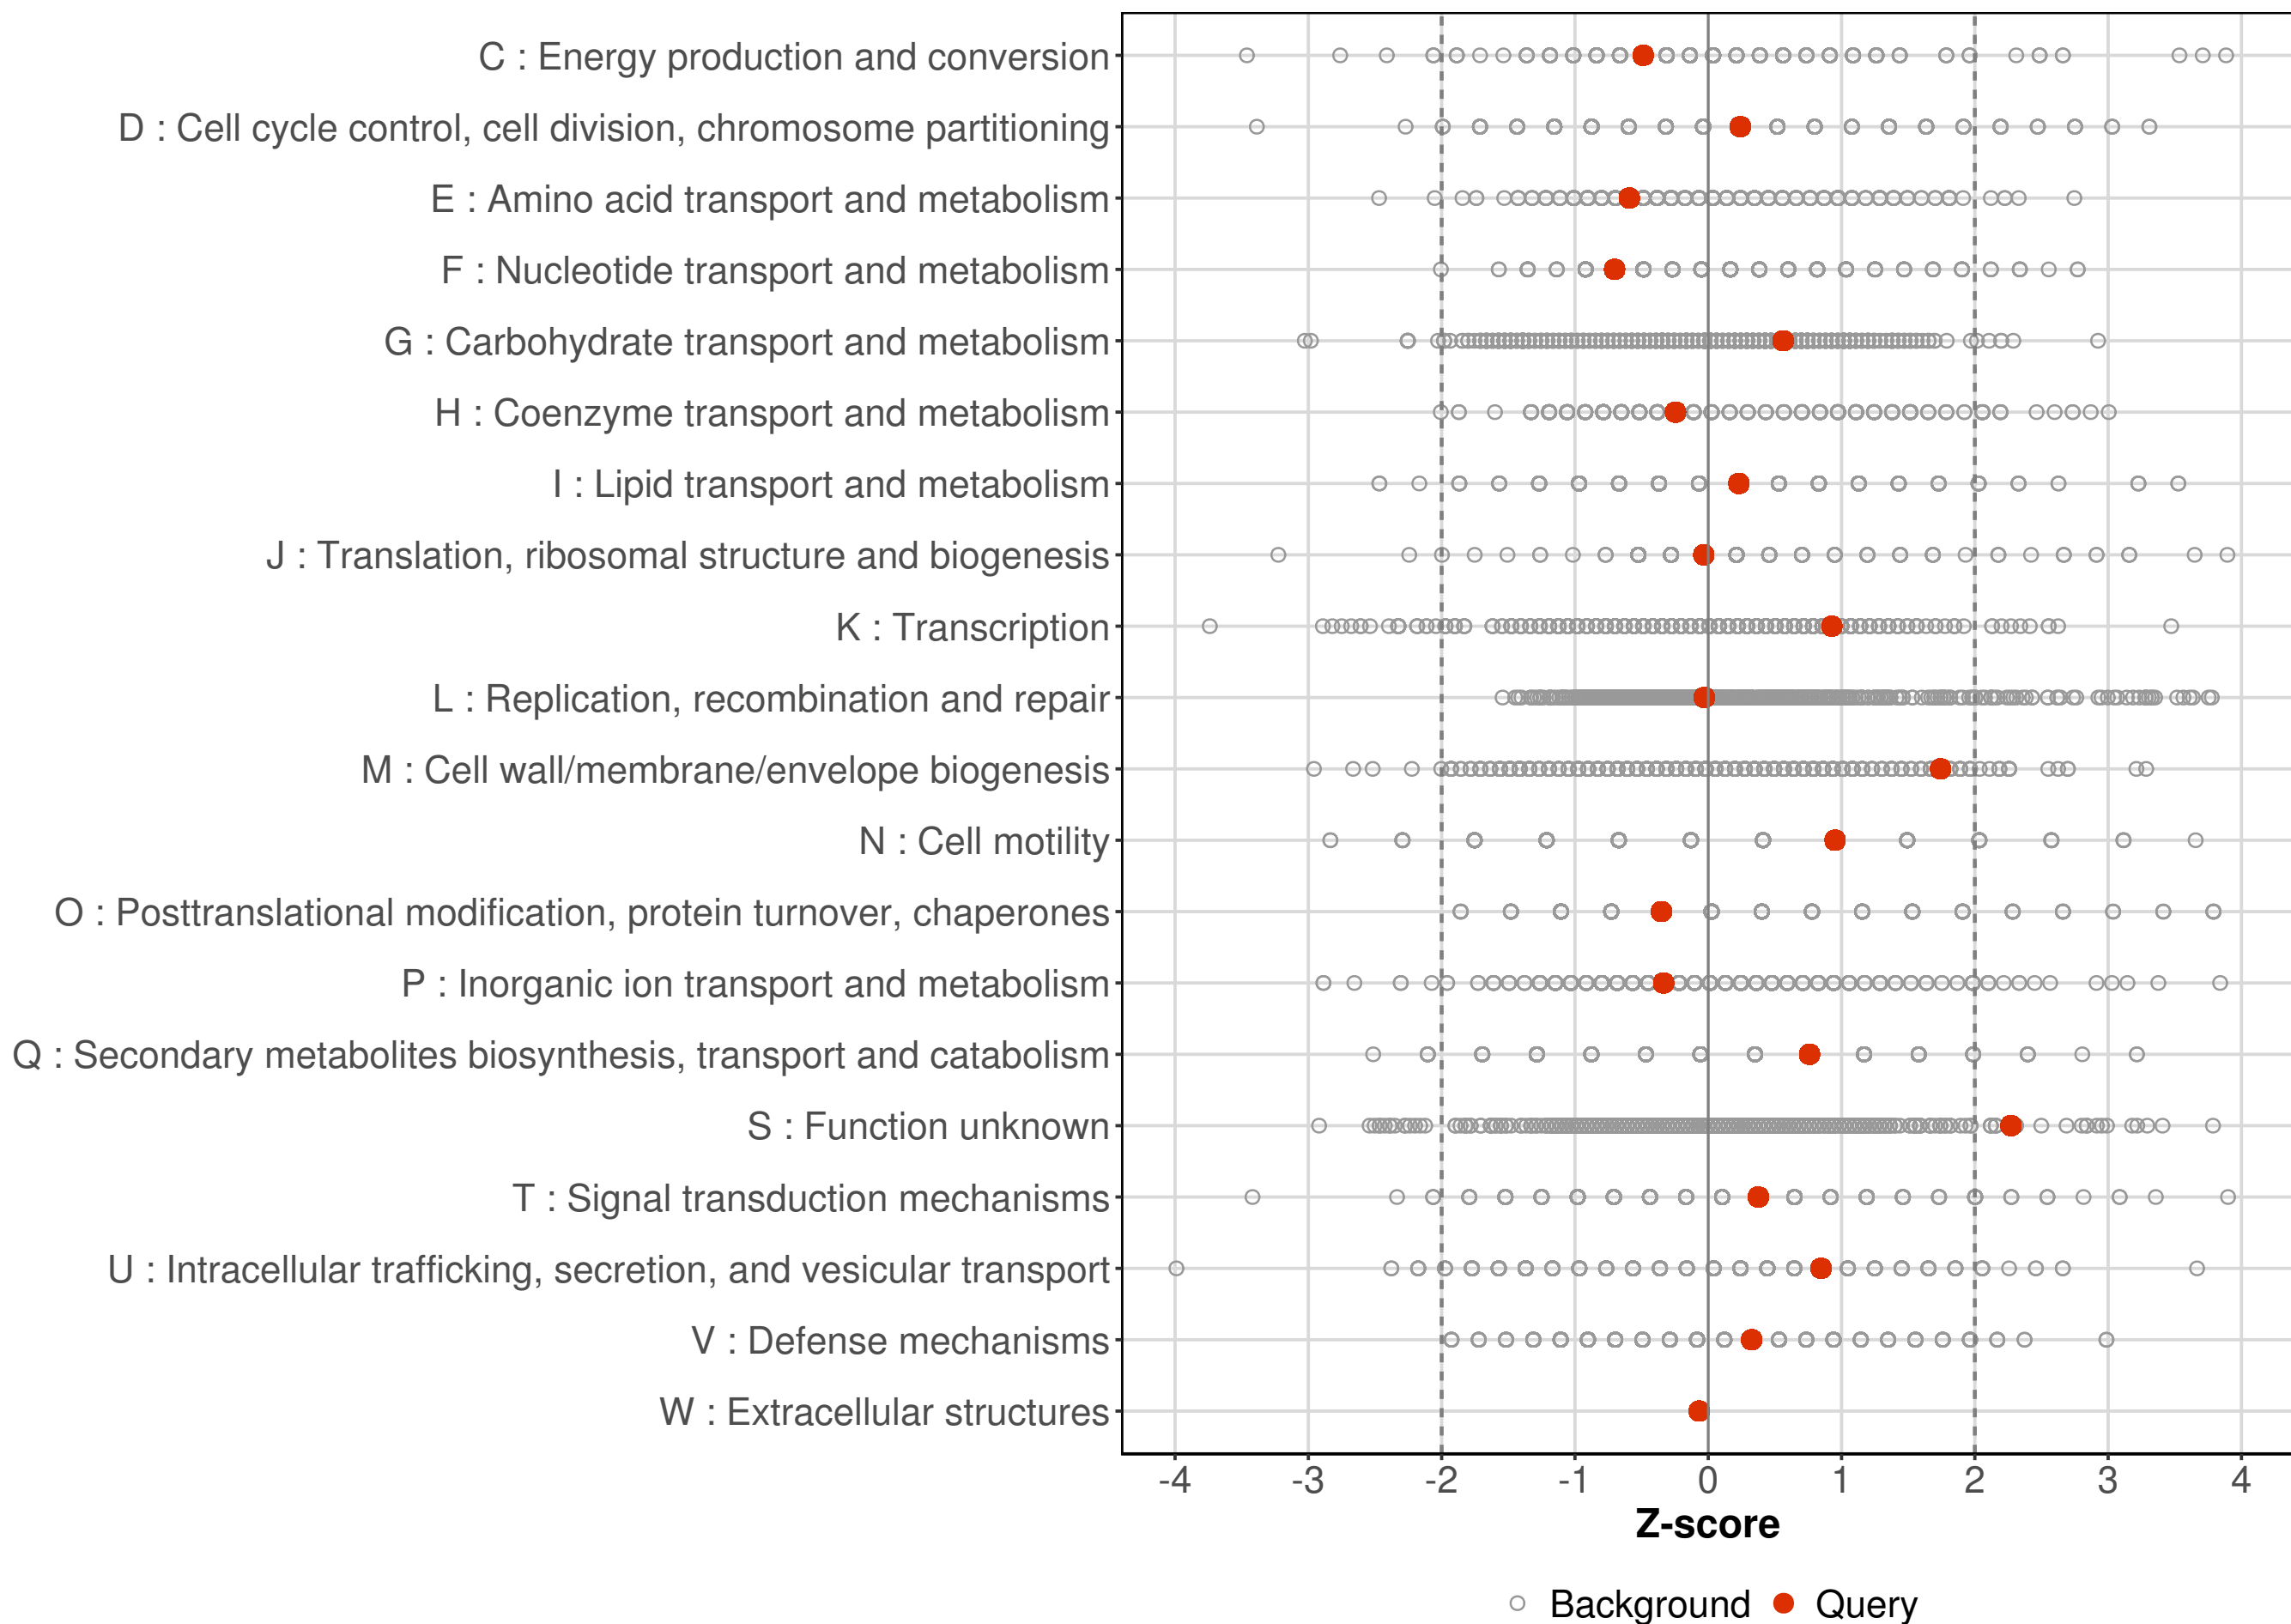 C : Energy production and conversion
D : Cell cycle control, cell division, chromosome partitioning
E : Amino acid transport and metabolism
F : Nucleotide transport and metabolism
G : Carbohydrate transport and metabolism
H : Coenzyme transport and metabolism
I : Lipid transport and metabolism
J : Translation, ribosomal structure and biogenesis
K : Transcription
L : Replication, recombination and repair
M : Cell wall/membrane/envelope biogenesis
N : Cell motility
O : Posttranslational modification, protein turnover, chaperones
P : Inorganic ion transport and metabolism
Q : Secondary metabolites biosynthesis, transport and catabolism
S : Function unknown
T : Signal transduction mechanisms
U : Intracellular trafficking, secretion, and vesicular transport
V : Defense mechanisms
W : Extracellular structures
-4 -3 -2 -1 0 1 2 3 4
Z-score
Background Query